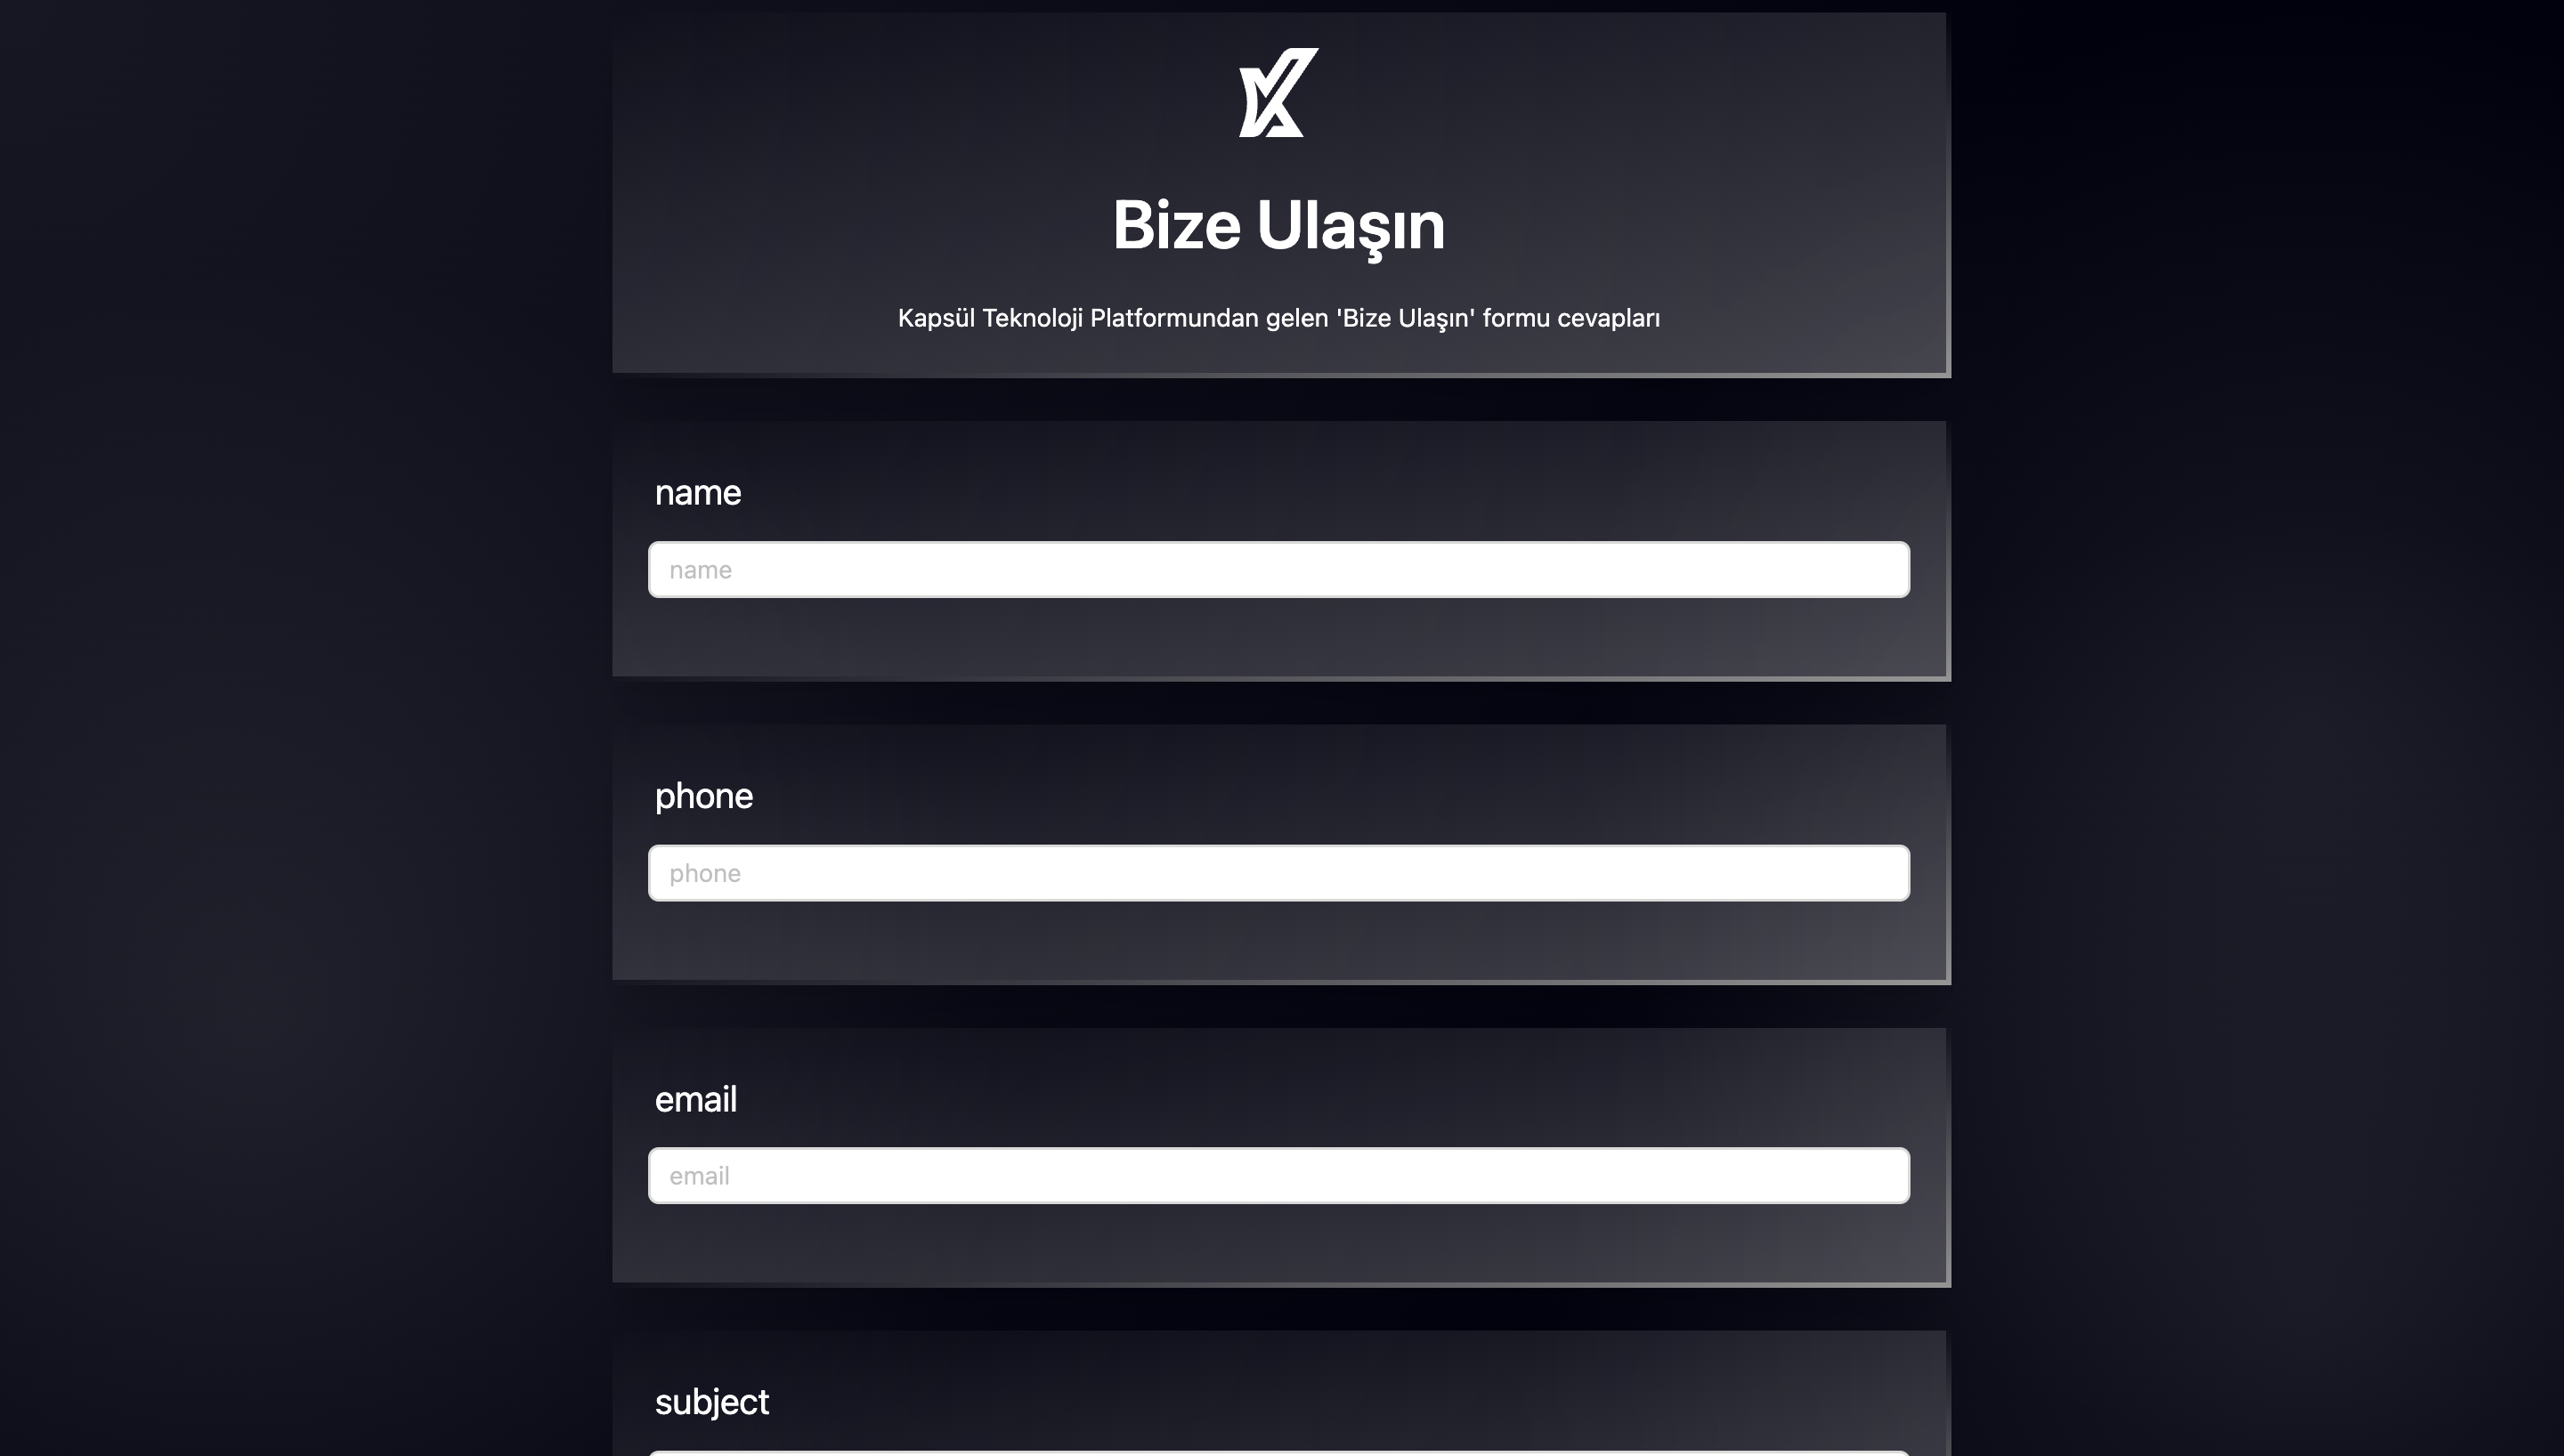 Bize Ulaşın
Kapsül Teknoloji Platformundan gelen 'Bize Ulaşın' formu cevapları
name
name
phone
phone
email
email
subject